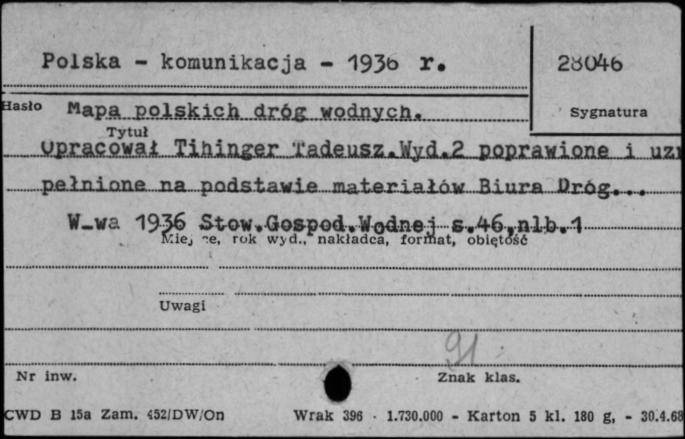 Polska - komunikacja - 1936 r.
28046
Hasło Mapa polskich dróg wodnych.
Sygnatura
Tytuł
Opracował Tihinger Tadeusz.Wyd.2 poprawione i uzu
pełnione na podstawie materiałów Biura Dróg...
W-wa 1936 Stow.Gospod.Wodnej s.46,nlb.1
Miejsce, rok wyd., nakładca, format, obiętość
Uwagi
91
Nr inw.
Znak klas.
CWD B 15a Zam. 452/DW/On Wrak 396 · 1.730.000 - Karton 5 kl. 180 g, - 30.4.68